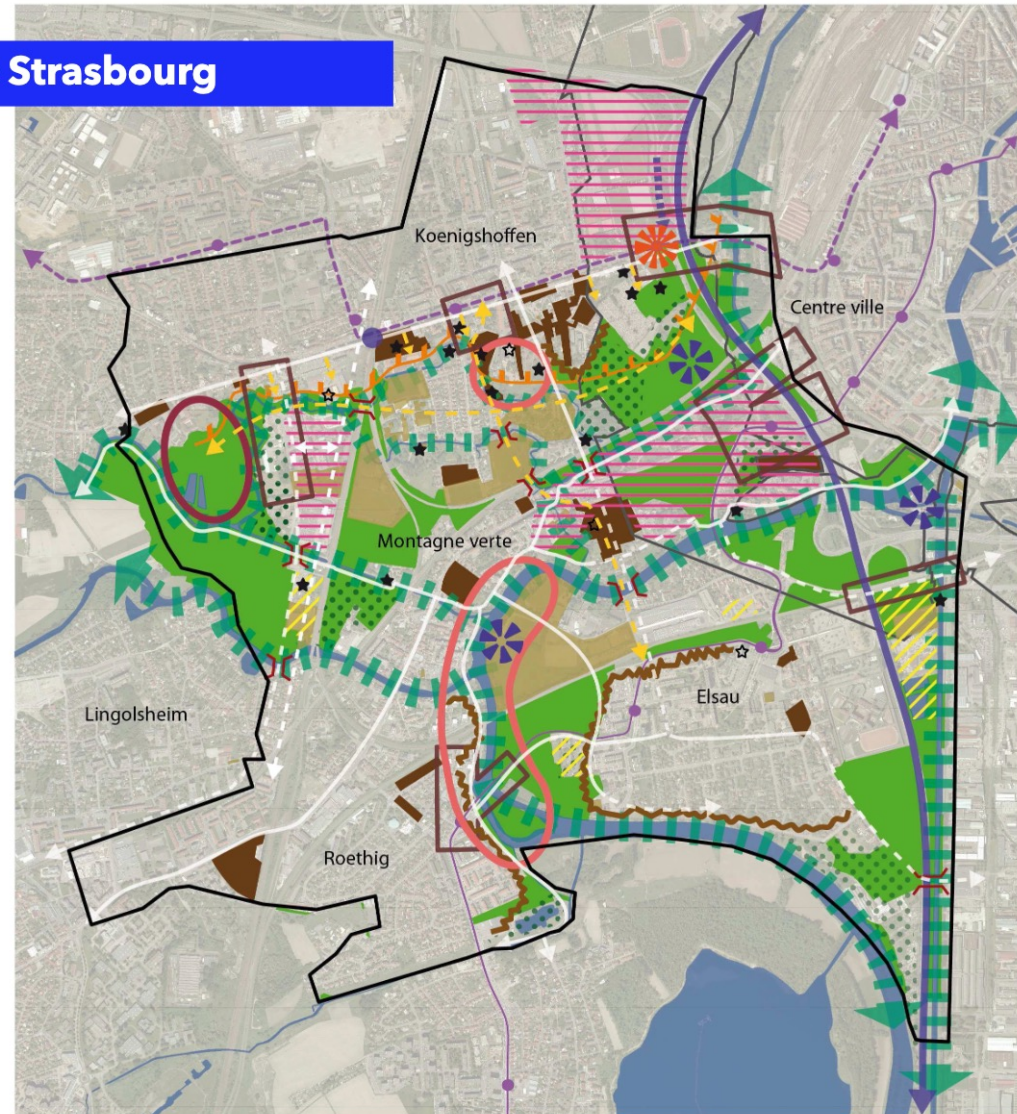 Strasbourg
Koenigshoffen
Centre ville
Montagne verte
Lingolsheim
Elsau
Roethig